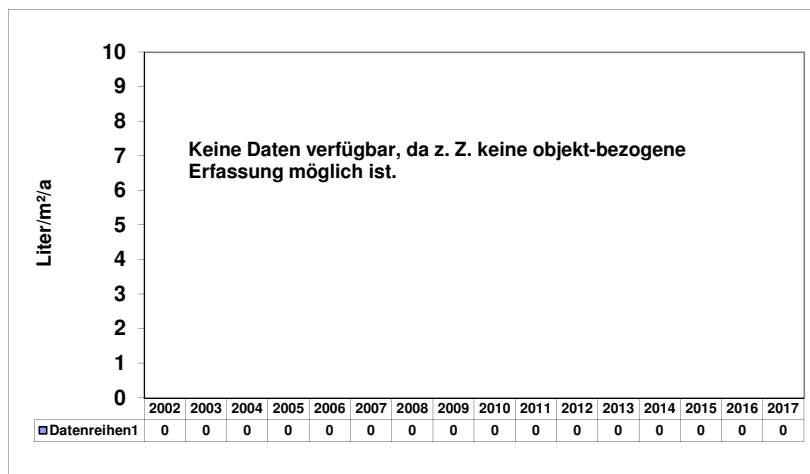 10
9
8
7
6
5
4
3
2
1
0
Liter/m²/a
Keine Daten verfügbar, da z. Z. keine objekt-bezogene
Erfassung möglich ist.
2002 2003 2004 2005 2006 2007 2008 2009 2010 2011 2012 2013 2014 2015 2016 2017
Datenreihen1 0 0 0 0 0 0 0 0 0 0 0 0 0 0 0 0